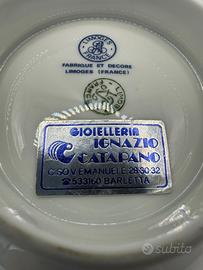 LIMOGES
FRANCE
FABRIQUE ET DECORE
LIMOGES (FRANCE)
GIOIELLERIA
IGNAZIO
CATAPANO
C.SO V. EMANUELE 28·30·32
☎533160 BARLETTA
subito